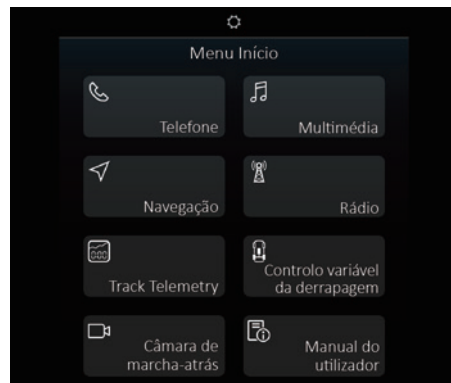 Menu Início
Telefone
Multimédia
Navegação
Rádio
000
Track Telemetry
Controlo variável
da derrapagem
Câmara de
marcha-atrás
Manual do
utilizador